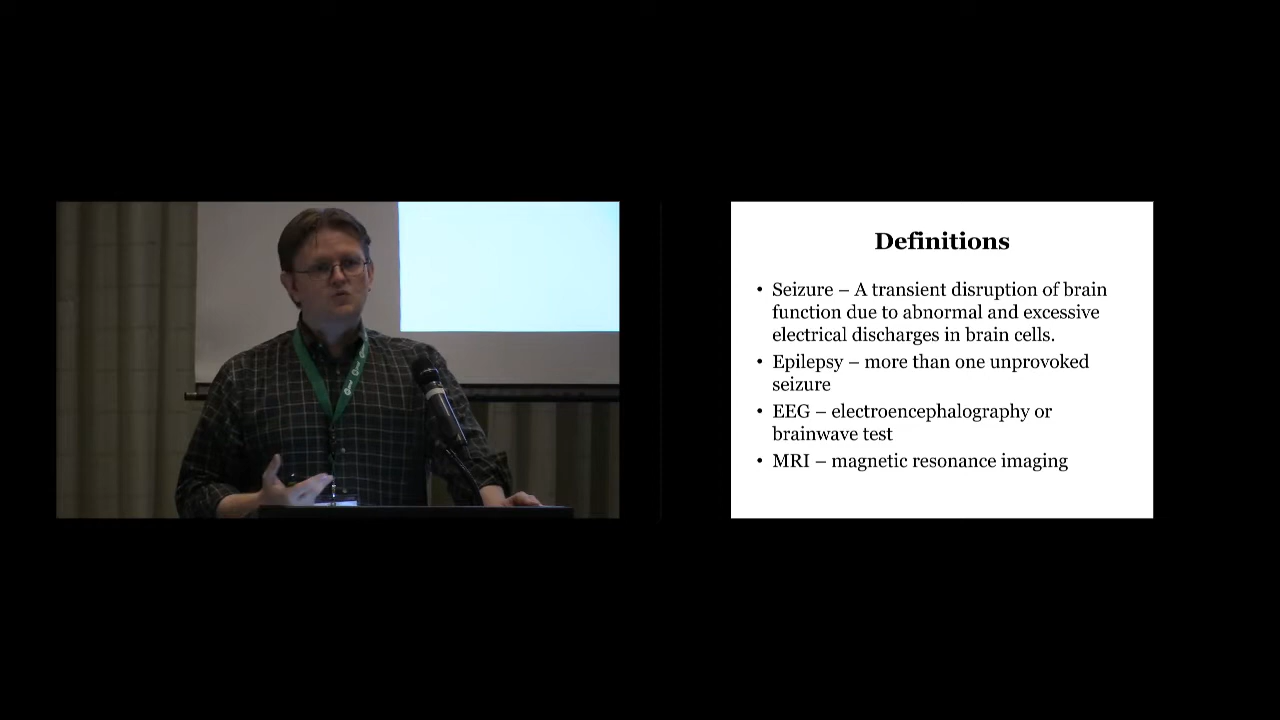 Definitions
• Seizure – A transient disruption of brain
function due to abnormal and excessive
electrical discharges in brain cells.
• Epilepsy – more than one unprovoked
seizure
• EEG – electroencephalography or
brainwave test
• MRI – magnetic resonance imaging